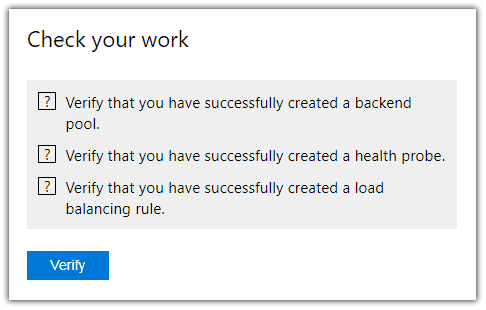 Check your work
? Verify that you have successfully created a backend
pool.
? Verify that you have successfully created a health probe.
? Verify that you have successfully created a load
balancing rule.
Verify